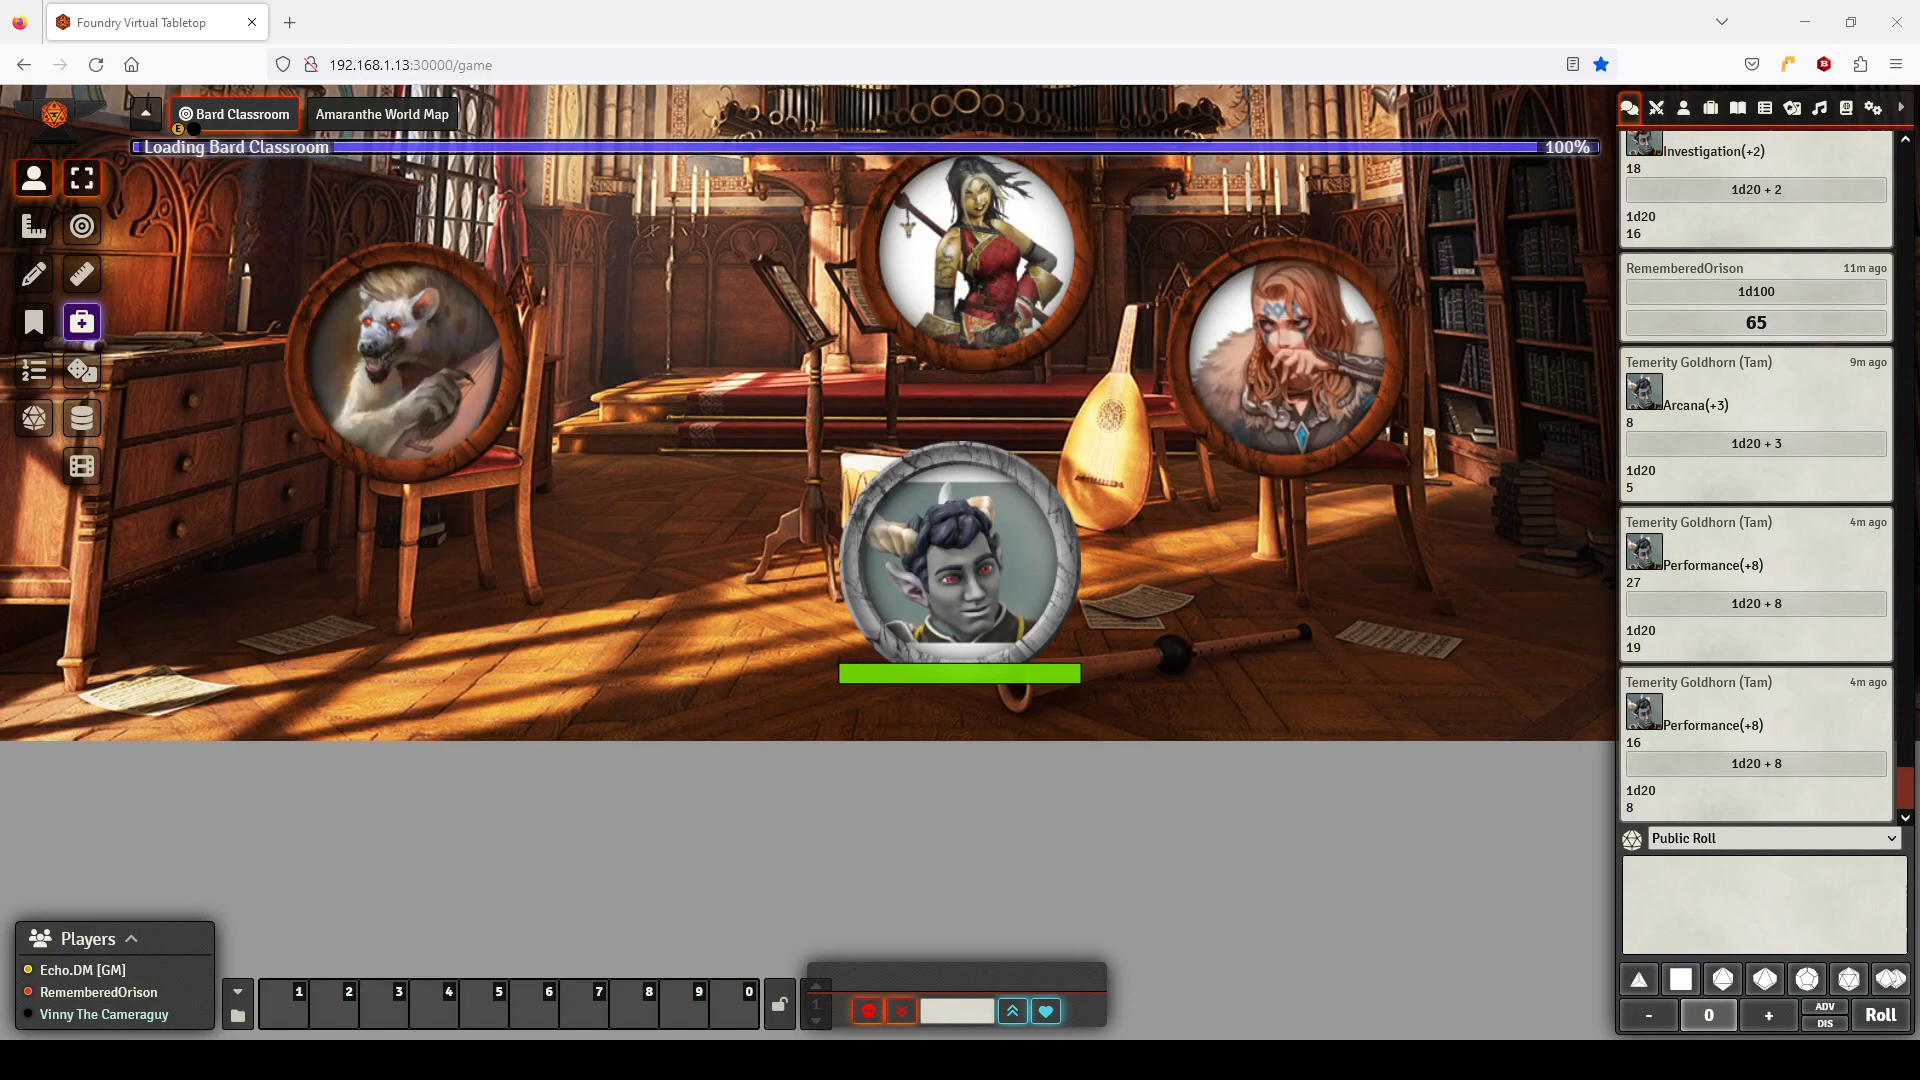 Foundry Virtual Tabletop
192.168.1.13:30000/game
Bard Classroom
Amaranthe World Map
E
Loading Bard Classroom
100%
Investigation(+2)
18
1d20 + 2
1d20
16
RememberedOrison
11m ago
1d100
65
Temerity Goldhorn (Tam)
9m ago
Arcana(+3)
8
1d20 + 3
1d20
5
Temerity Goldhorn (Tam)
4m ago
Performance(+8)
27
1d20 + 8
1d20
19
Temerity Goldhorn (Tam)
4m ago
Performance(+8)
16
1d20 + 8
1d20
8
Public Roll
Players
Echo.DM [GM]
RememberedOrison
Vinny The Cameraguy
1
2
3
4
5
6
7
8
9
0
1
-
0
+
ADV
DIS
Roll